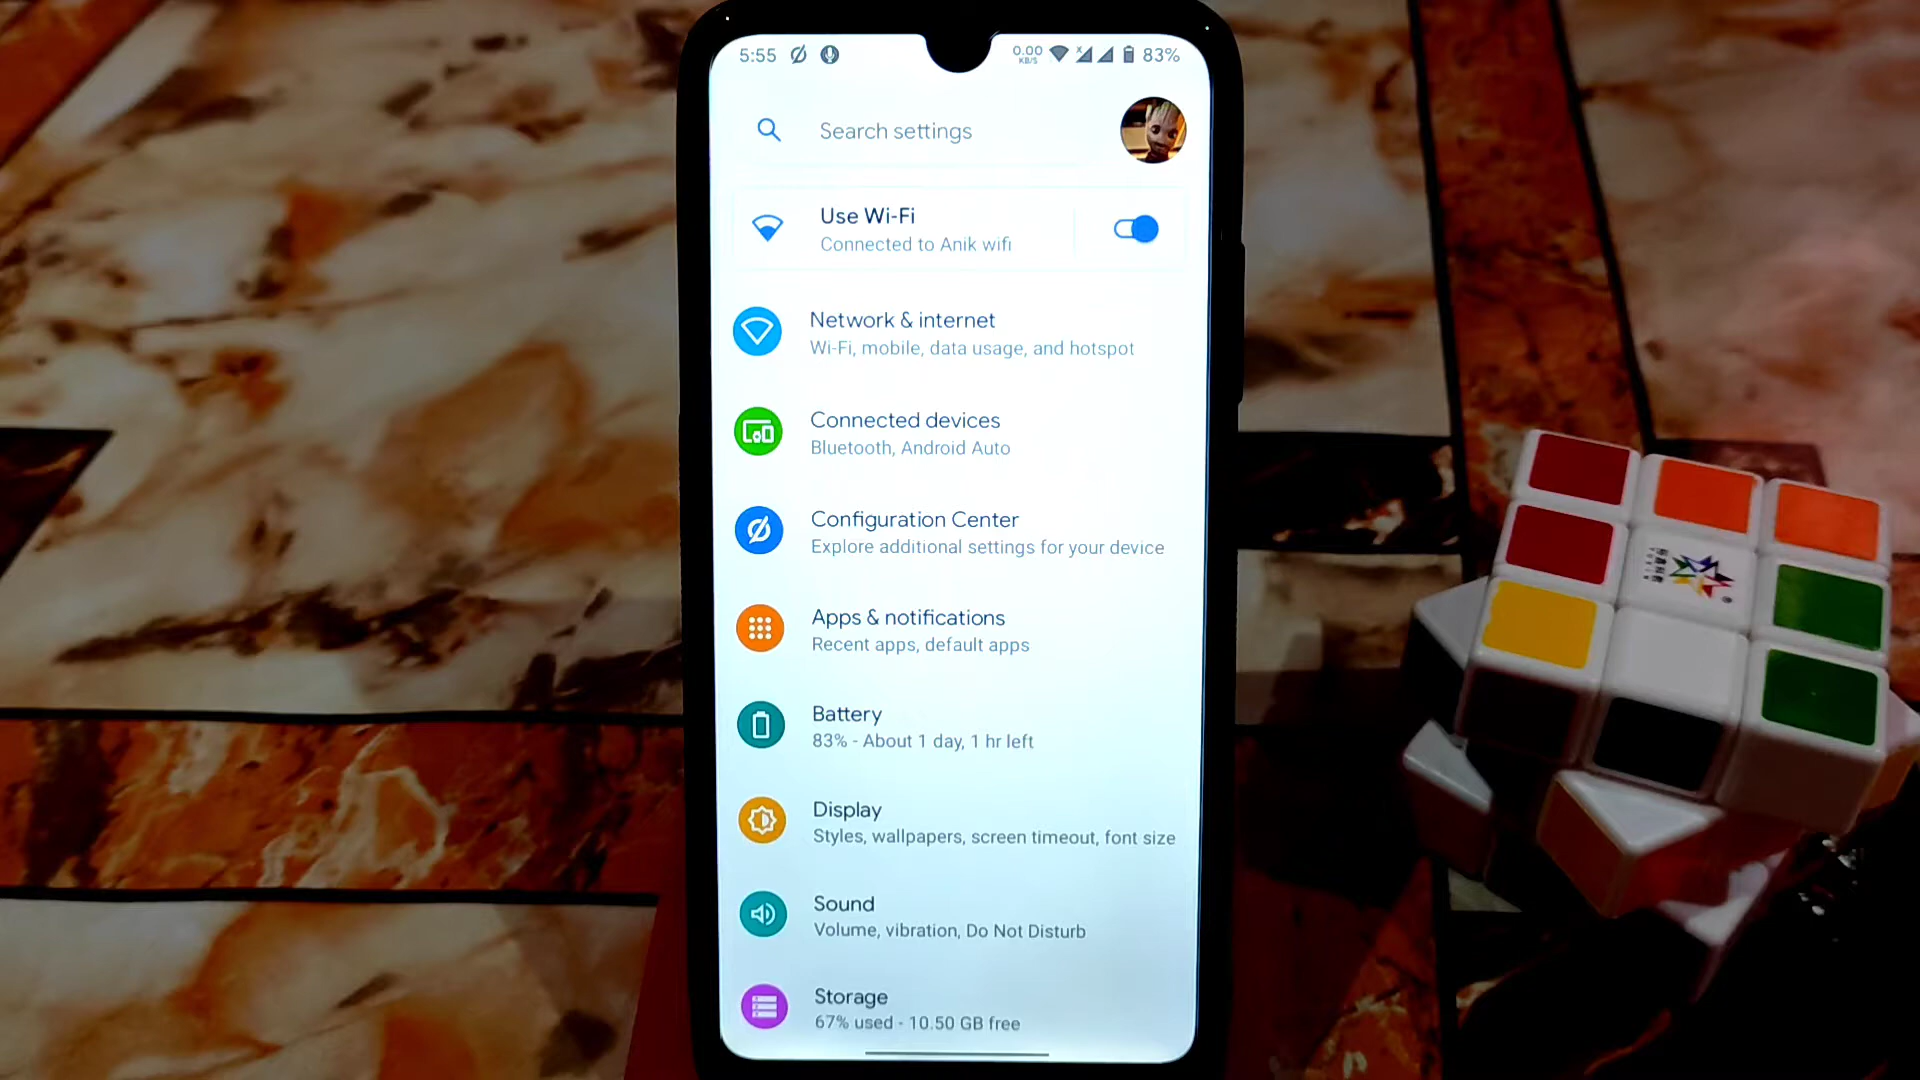 5:55 0.00 KB/S 83%
Search settings
Use Wi-Fi
Connected to Anik wifi
Network & internet
Wi-Fi, mobile, data usage, and hotspot
Connected devices
Bluetooth, Android Auto
Configuration Center
Explore additional settings for your device
Apps & notifications
Recent apps, default apps
Battery
83% - About 1 day, 1 hr left
Display
Styles, wallpapers, screen timeout, font size
Sound
Volume, vibration, Do Not Disturb
Storage
67% used - 10.50 GB free